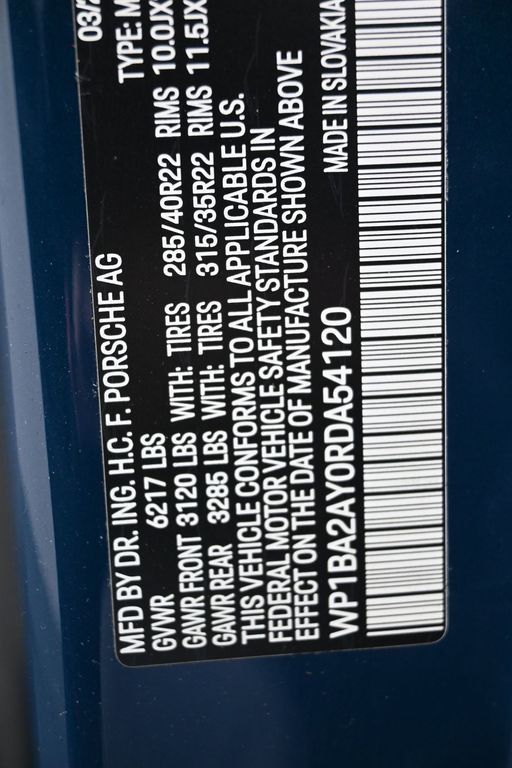 MFD BY DR. ING. H.C. F. PORSCHE AG 03/
GVWR 6217 LBS TYPE: M
GAWR FRONT 3120 LBS WITH: TIRES 285/40R22 RIMS 10.0JX
GAWR REAR 3285 LBS WITH: TIRES 315/35R22 RIMS 11.5JX
THIS VEHICLE CONFORMS TO ALL APPLICABLE U.S.
FEDERAL MOTOR VEHICLE SAFETY STANDARDS IN
EFFECT ON THE DATE OF MANUFACTURE SHOWN ABOVE
WP1BA2AY0RDA54120 MADE IN SLOVAKIA